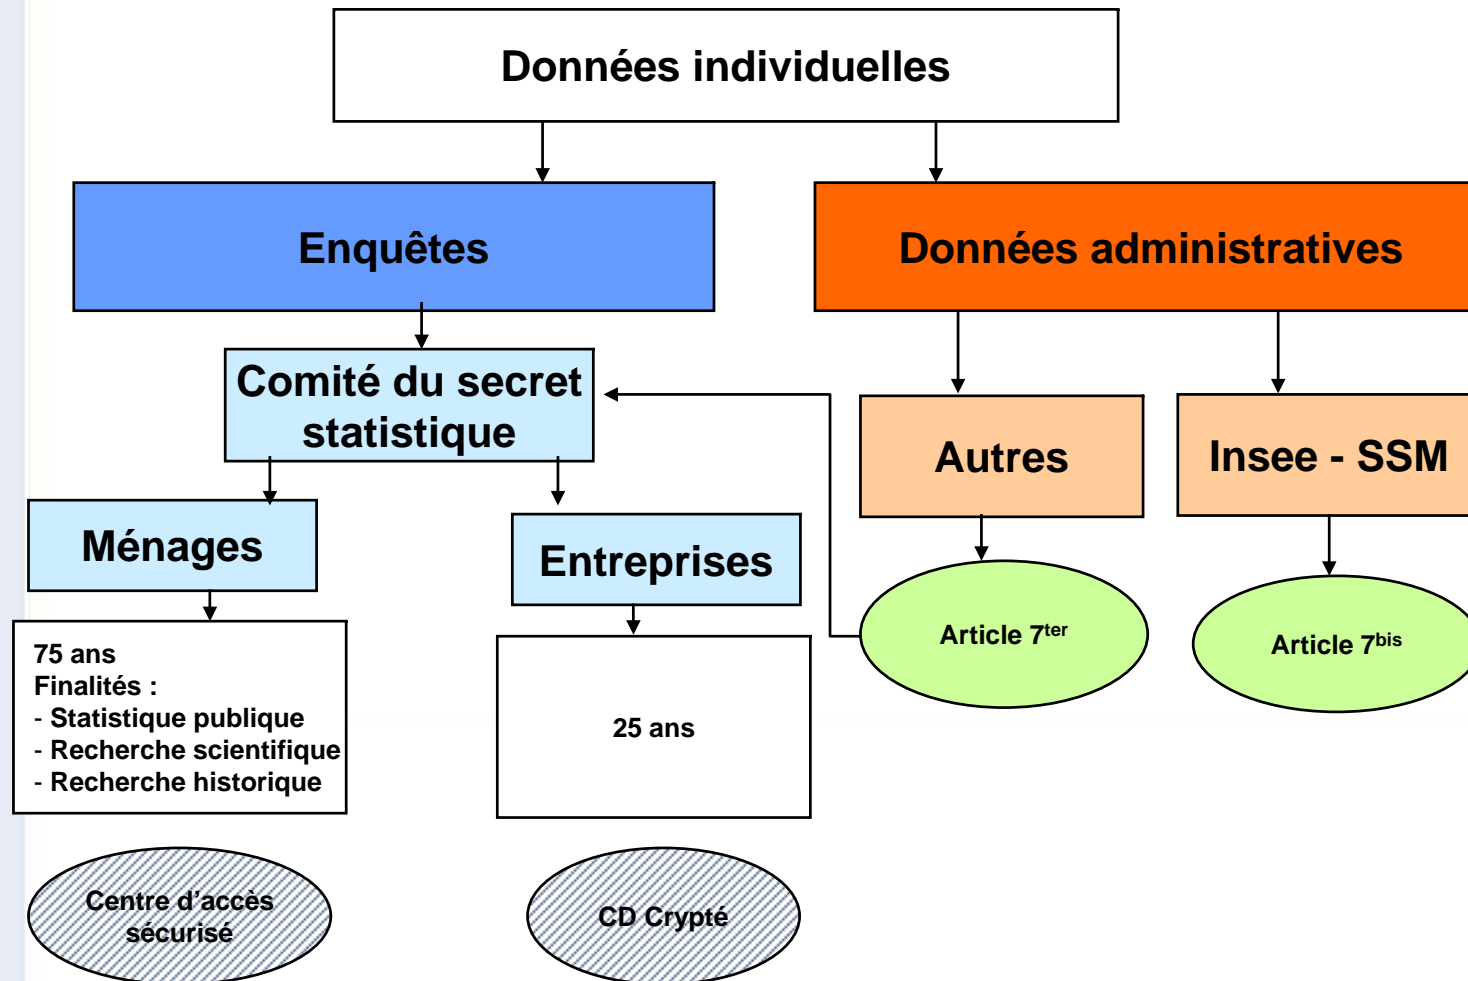 Données individuelles
Enquêtes
Données administratives
Comité du secret
statistique
Autres
Insee - SSM
Ménages
Entreprises
Article 7ter
Article 7bis
75 ans
Finalités :
- Statistique publique
- Recherche scientifique
- Recherche historique
25 ans
Centre d’accès
sécurisé
CD Crypté